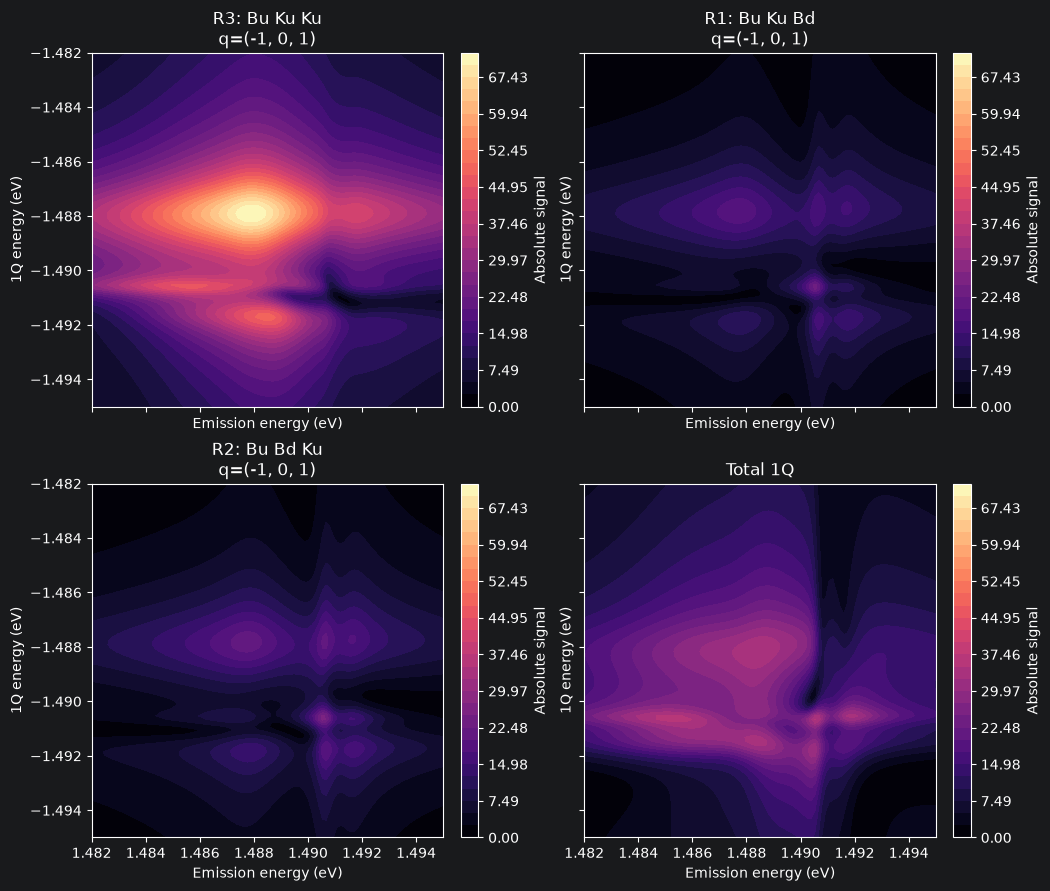 R3: Bu Ku Ku
q=(-1, 0, 1)
−1.482
−1.484
−1.486
−1.488
−1.490
−1.492
−1.494
1Q energy (eV)
Emission energy (eV)
67.43
59.94
52.45
44.95
37.46
29.97
22.48
14.98
7.49
0.00
Absolute signal
R1: Bu Ku Bd
q=(-1, 0, 1)
1Q energy (eV)
Emission energy (eV)
67.43
59.94
52.45
44.95
37.46
29.97
22.48
14.98
7.49
0.00
Absolute signal
R2: Bu Bd Ku
q=(-1, 0, 1)
−1.482
−1.484
−1.486
−1.488
−1.490
−1.492
−1.494
1Q energy (eV)
1.482 1.484 1.486 1.488 1.490 1.492 1.494
Emission energy (eV)
67.43
59.94
52.45
44.95
37.46
29.97
22.48
14.98
7.49
0.00
Absolute signal
Total 1Q
1Q energy (eV)
1.482 1.484 1.486 1.488 1.490 1.492 1.494
Emission energy (eV)
67.43
59.94
52.45
44.95
37.46
29.97
22.48
14.98
7.49
0.00
Absolute signal